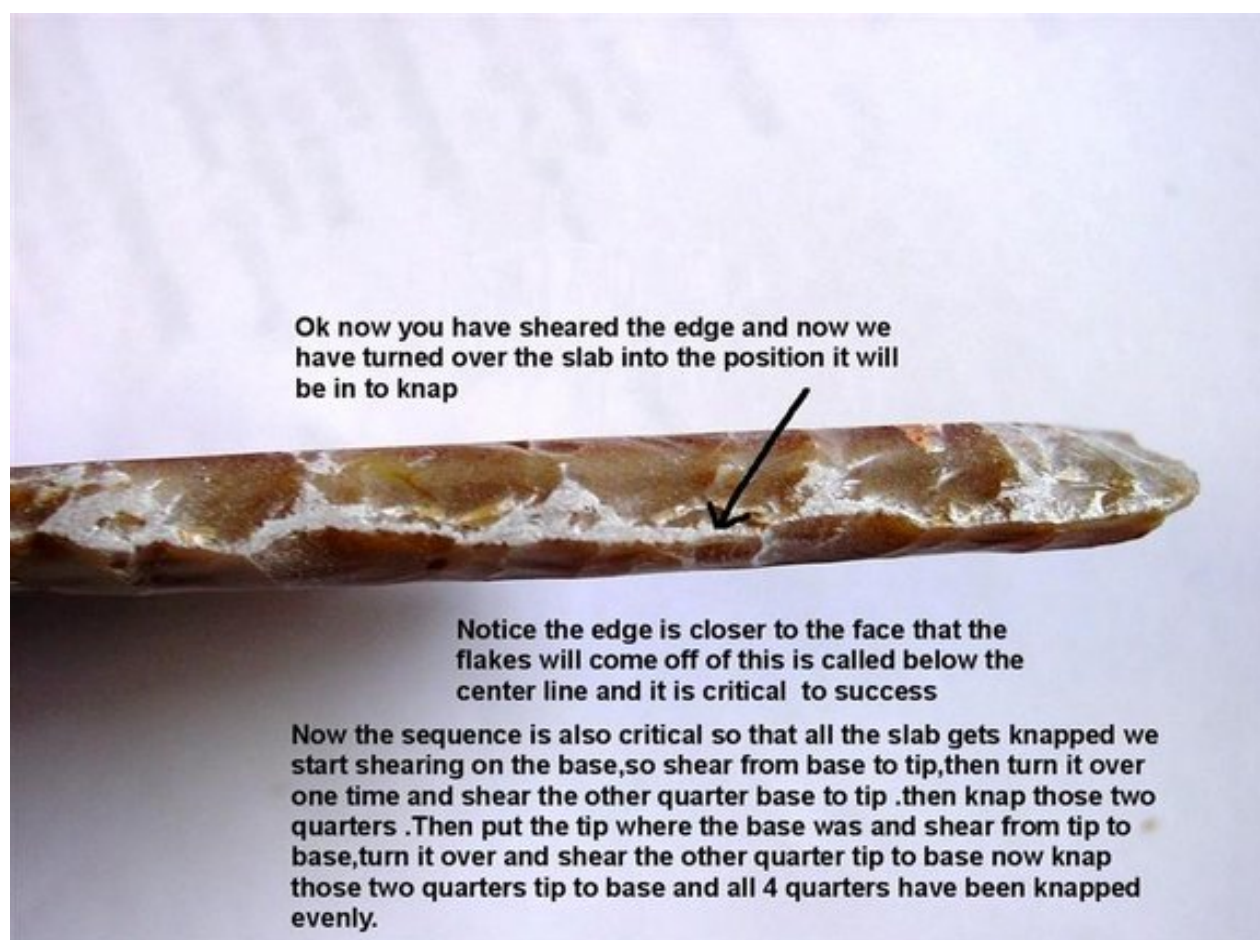 Ok now you have sheared the edge and now we
have turned over the slab into the position it will
be in to knap
Notice the edge is closer to the face that the
flakes will come off of this is called below the
center line and it is critical to success
Now the sequence is also critical so that all the slab gets knapped we
start shearing on the base,so shear from base to tip,then turn it over
one time and shear the other quarter base to tip .then knap those two
quarters .Then put the tip where the base was and shear from tip to
base,turn it over and shear the other quarter tip to base now knap
those two quarters tip to base and all 4 quarters have been knapped
evenly.